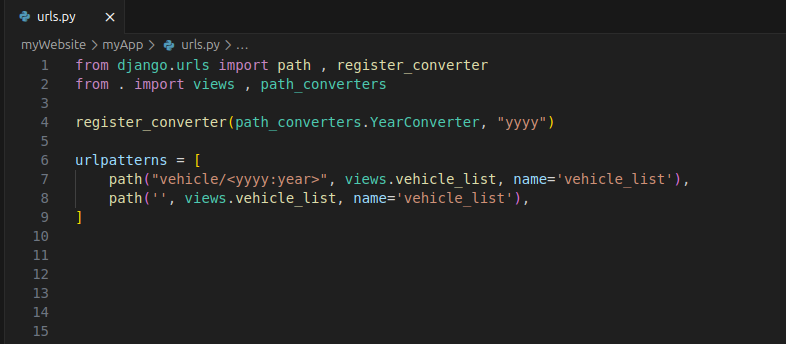 urls.py
myWebsite > myApp > urls.py > ...
1 from django.urls import path , register_converter
2 from . import views , path_converters
3
4 register_converter(path_converters.YearConverter, "yyyy")
5
6 urlpatterns = [
7     path("vehicle/<yyyy:year>", views.vehicle_list, name='vehicle_list'),
8     path('', views.vehicle_list, name='vehicle_list'),
9 ]
10
11
12
13
14
15